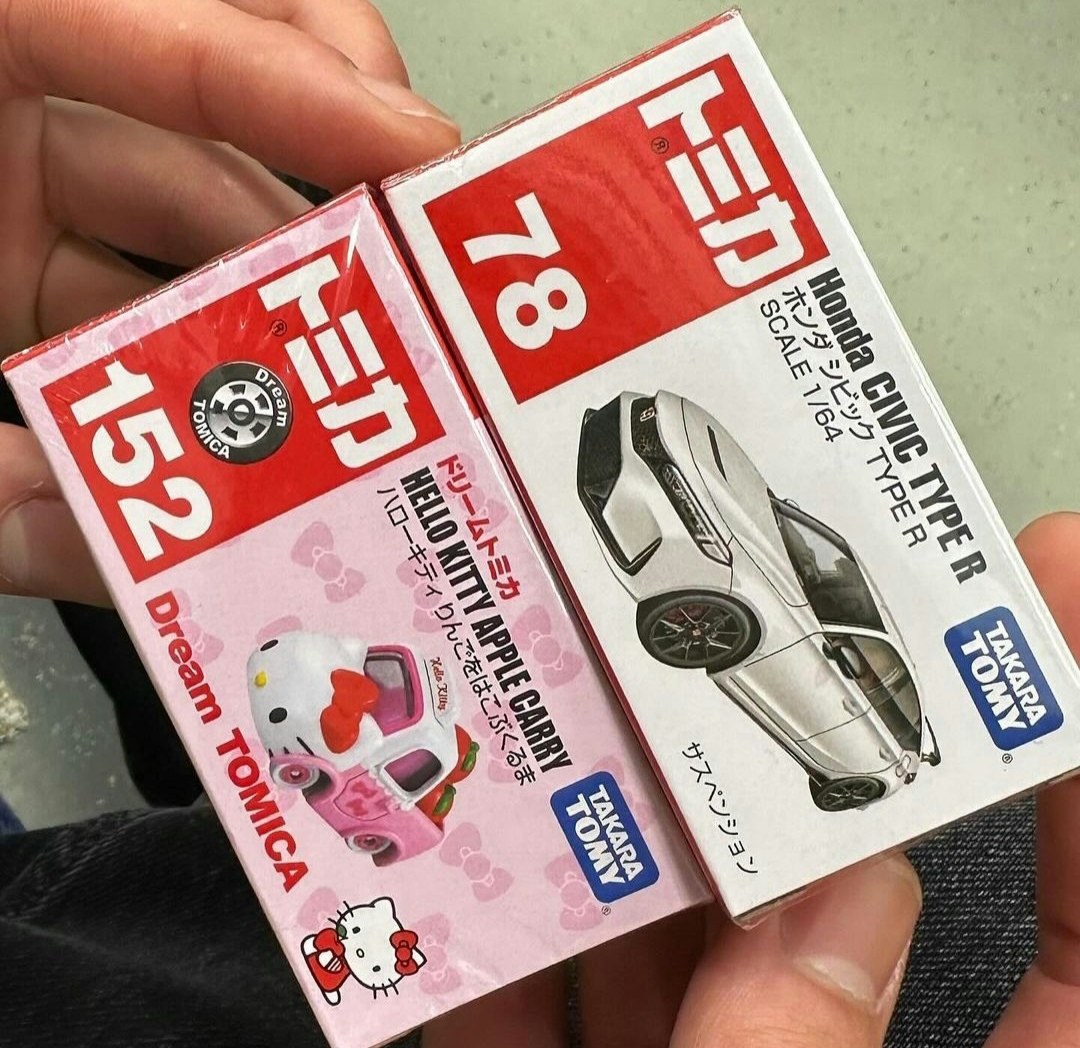 トミカ
®
152
Dream
TOMICA
ドリームトミカ
HELLO KITTY APPLE CARRY
ハローキティ りんごをはこぶくるま
Hello Kitty
Dream TOMICA
TAKARA
TOMY
®
トミカ
®
78
Honda CIVIC TYPE R
ホンダ シビック TYPE R
SCALE 1/64
サスペンション
TAKARA
TOMY
®